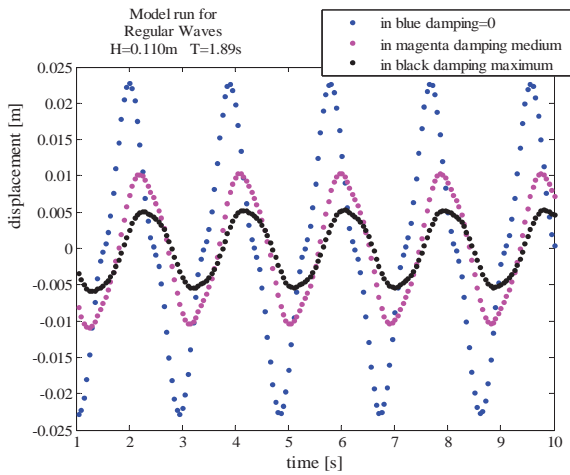 Model run for
Regular Waves
H=0.110m T=1.89s
in blue damping=0
in magenta damping medium
in black damping maximum
displacement [m]
0.025
0.02
0.015
0.01
0.005
0
-0.005
-0.01
-0.015
-0.02
-0.025
1 2 3 4 5 6 7 8 9 10
time [s]